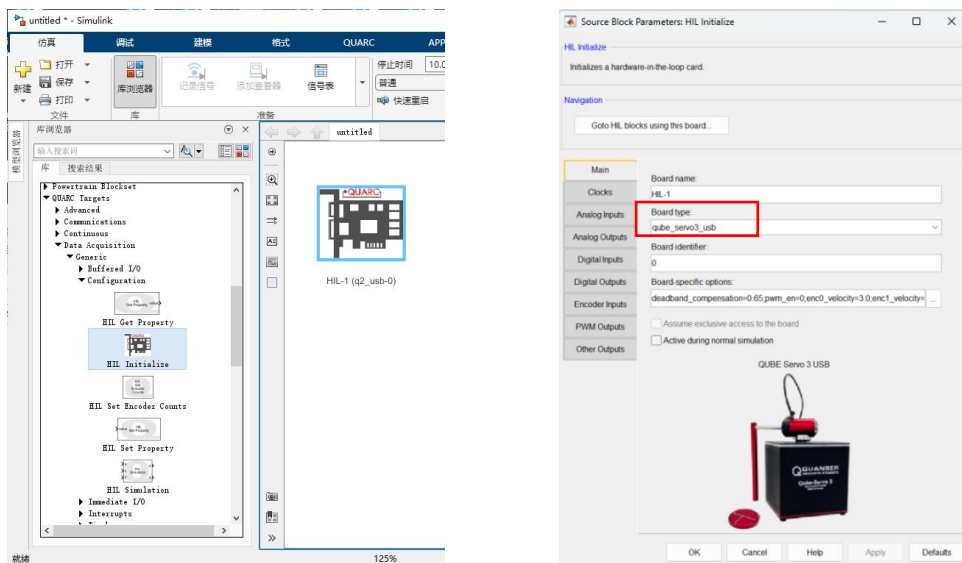 untitled * - Simulink
仿真 调试 建模 格式 QUARC APP
新建
打开
保存
打印
文件
库浏览器
库
记录信号
添加查看器
信号表
准备
停止时间 10.0
普通
快速重启
模型浏览器
库浏览器
输入搜索词
库 搜索结果
Powertrain Blockset
QUARC Targets
Advanced
Communications
Continuous
Data Acquisition
Generic
Buffered I/O
Configuration
HIL Get Property
HIL Initialize
HIL Set Encoder Counts
HIL Set Property
HIL Simulation
Immediate I/O
Interrupts
untitled
QUARC
HIL-1 (q2_usb-0)
就绪
125%
Source Block Parameters: HIL Initialize
HIL Initialize
Initializes a hardware-in-the-loop card.
Navigation
Goto HIL blocks using this board...
Main
Clocks
Analog Inputs
Analog Outputs
Digital Inputs
Digital Outputs
Encoder Inputs
PWM Outputs
Other Outputs
Board name:
HIL-1
Board type:
qube_servo3_usb
Board identifier:
0
Board-specific options:
deadband_compensation=0.65;pwm_en=0;enc0_velocity=3.0;enc1_velocity= ...
Assume exclusive access to the board
Active during normal simulation
QUBE Servo 3 USB
QUANSER
Qube-Servo 3
OK Cancel Help Apply Defaults